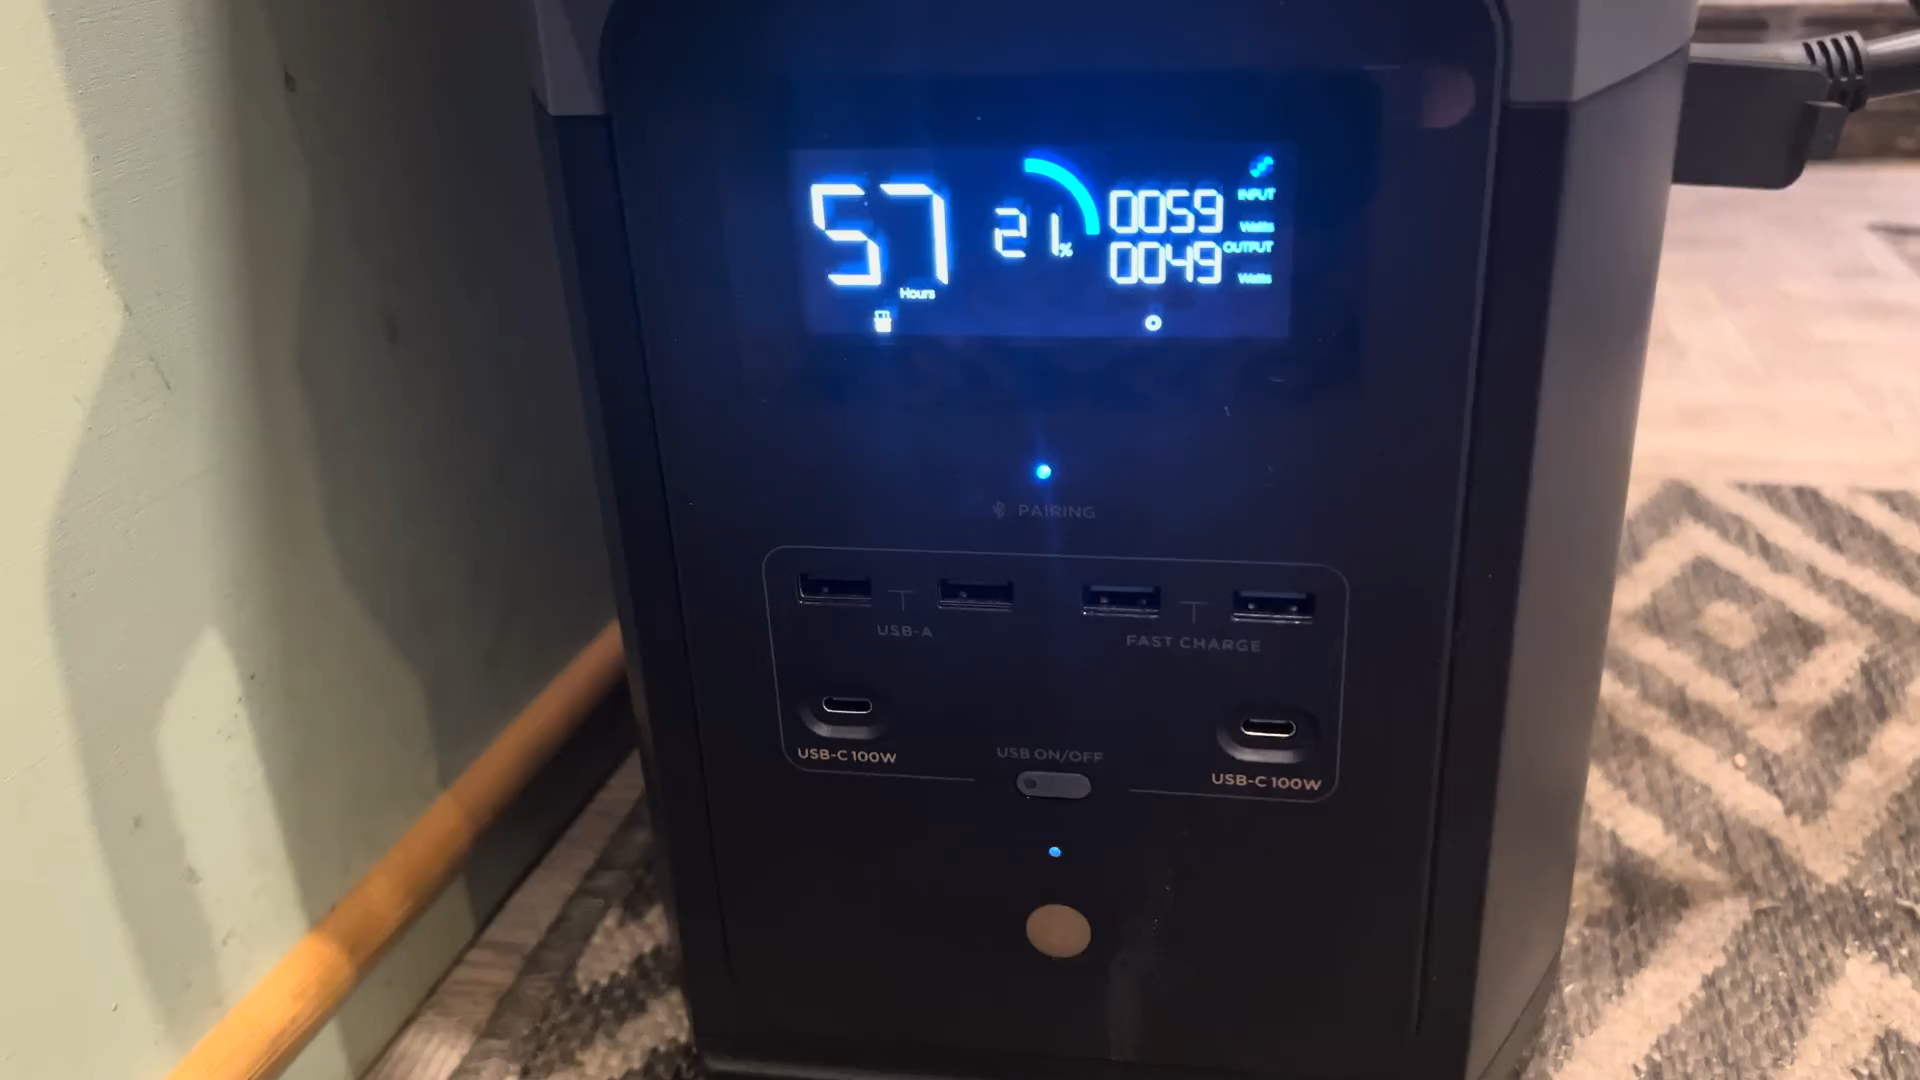 57 Hours
21%
0059 INPUT Watts
0049 OUTPUT Watts
PAIRING
USB-A
FAST CHARGE
USB-C 100W
USB ON/OFF
USB-C 100W